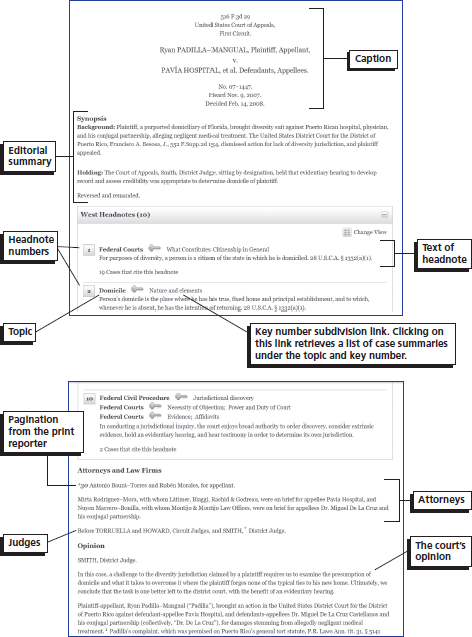 516 F.3d 29
United States Court of Appeals,
First Circuit.
Ryan PADILLA–MANGUAL, Plaintiff, Appellant,
v.
PAVÍA HOSPITAL, et al. Defendants, Appellees.
Caption
No. 07–1447.
Heard Nov. 9, 2007.
Decided Feb. 14, 2008.
Synopsis
Background: Plaintiff, a purported domiciliary of Florida, brought diversity suit against Puerto Rican hospital, physician,
and his conjugal partnership, alleging negligent medical treatment. The United States District Court for the District of
Puerto Rico, Francisco A. Besosa, J., 552 F.Supp.2d 154, dismissed action for lack of diversity jurisdiction, and plaintiff
appealed.
Editorial
summary
Holding: The Court of Appeals, Smith, District Judge, sitting by designation, held that evidentiary hearing to develop
record and assess credibility was appropriate to determine domicile of plaintiff.
Reversed and remanded.
West Headnotes (10)
Change View
Headnote
numbers
1 Federal Courts What Constitutes Citizenship in General
For purposes of diversity, a person is a citizen of the state in which he is domiciled. 28 U.S.C.A. § 1332(a)(1).
19 Cases that cite this headnote
Text of
headnote
2 Domicile Nature and elements
Person's domicile is the place where he has his true, fixed home and principal establishment, and to which,
whenever he is absent, he has the intention of returning. 28 U.S.C.A. § 1332(a)(1).
Topic
Key number subdivision link. Clicking on
this link retrieves a list of case summaries
under the topic and key number.
10 Federal Civil Procedure Jurisdictional discovery
Federal Courts Necessity of Objection; Power and Duty of Court
Federal Courts Evidence; Affidavits
In conducting a jurisdictional inquiry, the court enjoys broad authority to order discovery, consider extrinsic
evidence, hold an evidentiary hearing, and hear testimony in order to determine its own jurisdiction.
2 Cases that cite this headnote
Pagination
from the print
reporter
Attorneys and Law Firms
*30 Antonio Bauzá–Torres and Rubén Morales, for appellant.
Mirta Rodríguez–Mora, with whom Lattimer, Biaggi, Rachid & Godreau, were on brief for appellee Pavía Hospital, and
Nuyen Marrero–Bonilla, with whom Montijo & Montijo Law Offices, were on brief for appellees Dr. Miguel De La Cruz and
his conjugal partnership.
Attorneys
Before TORRUELLA and HOWARD, Circuit Judges, and SMITH,* District Judge.
Judges
Opinion
SMITH, District Judge.
The court's
opinion
In this case, a challenge to the diversity jurisdiction claimed by a plaintiff requires us to examine the presumption of
domicile and what it takes to overcome it where the plaintiff forges none of the typical ties to his new home. Ultimately, we
conclude that the task is one better left to the district court, with the benefit of an evidentiary hearing.
Plaintiff-appellant, Ryan Padilla–Mangual ("Padilla"), brought an action in the United States District Court for the District
of Puerto Rico against defendant-appellee Pavía Hospital, and defendants-appellees Dr. Miguel De La Cruz Castellanos and
his conjugal partnership (collectively, "Dr. De La Cruz"), for damages stemming from allegedly negligent medical
treatment.1 Padilla's complaint, which was premised on Puerto Rico's general tort statute, P.R. Laws Ann. tit. 31, § 5141